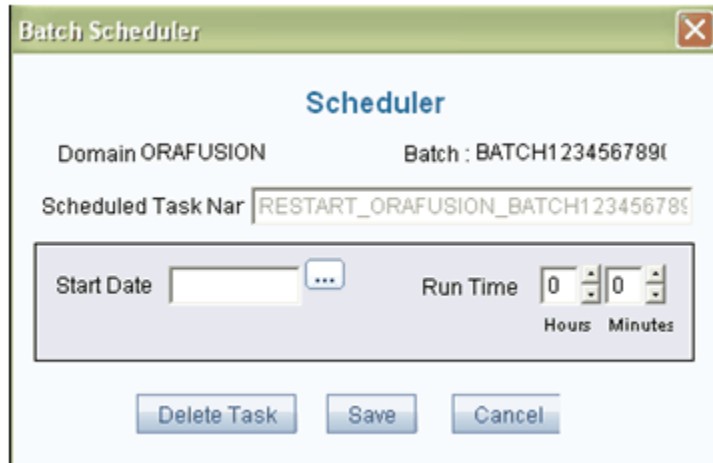 Batch Scheduler
Scheduler
Domain ORAFUSION Batch : BATCH123456789(
Scheduled Task Nar RESTART_ORAFUSION_BATCH123456789
Start Date ... Run Time 0 0
Hours Minutes
Delete Task Save Cancel